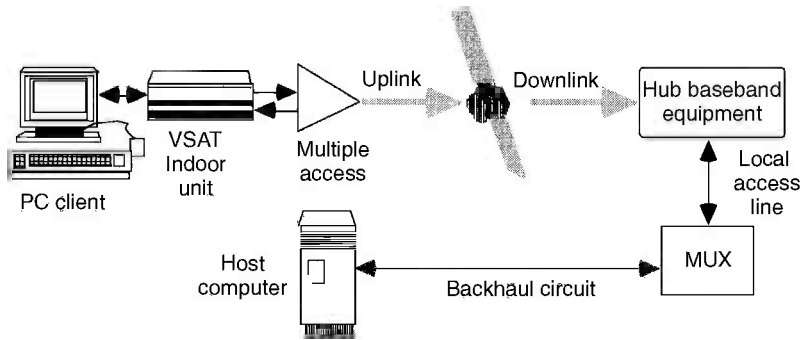 Uplink
Downlink
Hub baseband
equipment
VSAT
Indoor
unit
Multiple
access
PC client
Local
access
line
Host
computer
Backhaul circuit
MUX